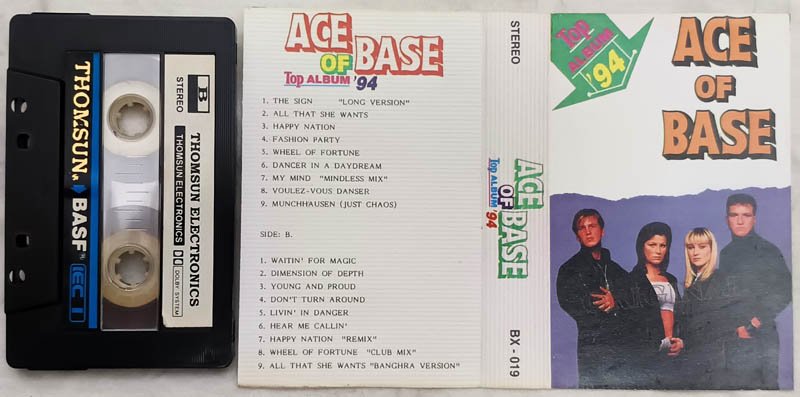 THOMSUN BASF
IEC I
B
STEREO
THOMSUN ELECTRONICS
THOMSUN ELECTRONICS
DOLBY SYSTEM
ACE
OF
BASE
Top ALBUM '94
1. THE SIGN "LONG VERSION"
2. ALL THAT SHE WANTS
3. HAPPY NATION
4. FASHION PARTY
5. WHEEL OF FORTUNE
6. DANCER IN A DAYDREAM
7. MY MIND "MINDLESS MIX"
8. VOULEZ-VOUS DANSER
9. MUNCHHAUSEN (JUST CHAOS)
SIDE: B.
1. WAITIN' FOR MAGIC
2. DIMENSION OF DEPTH
3. YOUNG AND PROUD
4. DON'T TURN AROUND
5. LIVIN' IN DANGER
6. HEAR ME CALLIN'
7. HAPPY NATION "REMIX"
8. WHEEL OF FORTUNE "CLUB MIX"
9. ALL THAT SHE WANTS "BANGHRA VERSION"
STEREO
ACE
OF
BASE
Top ALBUM '94
BX - 019
Top
ALBUM
'94
ACE
OF
BASE